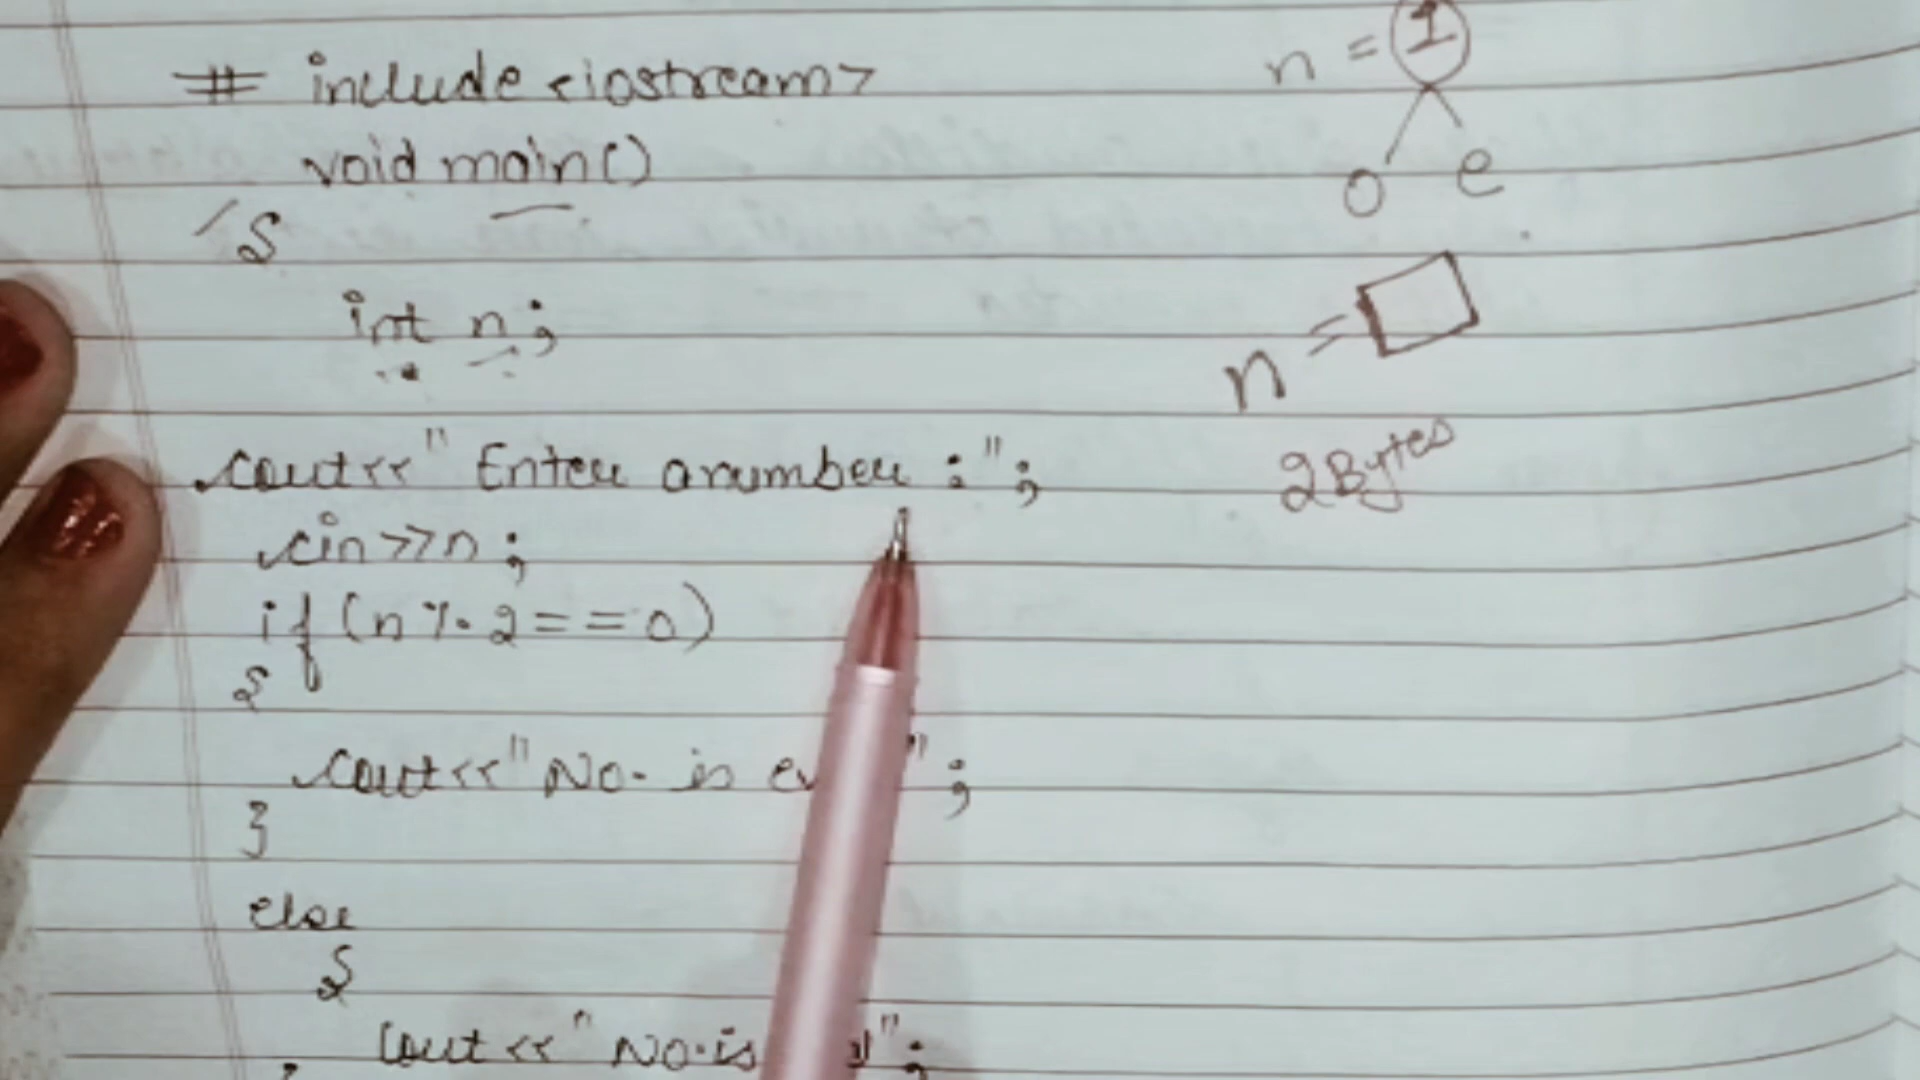 # include <iostream>
void main()
{
int n;
cout<<" Enter a number :";
cin>>n;
if (n % 2 == 0)
{
cout<<"No. is ";
}
else
{
cout<<"No. is ";
n = 1
o e
n =
2Bytes